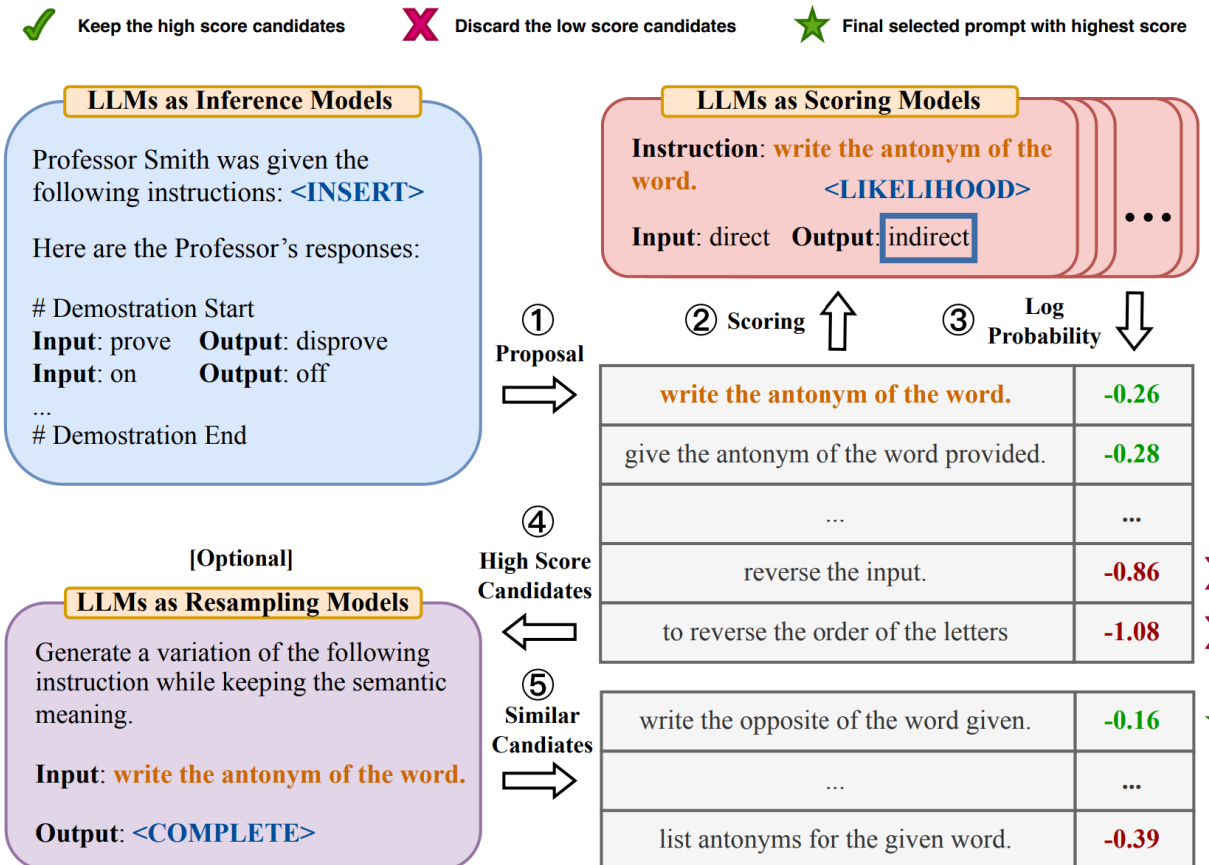 Keep the high score candidates
Discard the low score candidates
Final selected prompt with highest score
LLMs as Inference Models
Professor Smith was given the
following instructions: <INSERT>
Here are the Professor’s responses:
# Demostration Start
Input: prove Output: disprove
Input: on Output: off
...
# Demostration End
① Proposal
LLMs as Scoring Models
Instruction: write the antonym of the
word.
<LIKELIHOOD>
Input: direct Output: indirect
...
② Scoring
③ Log
Probability
write the antonym of the word. -0.26
give the antonym of the word provided. -0.28
... ...
reverse the input. -0.86
to reverse the order of the letters -1.08
④
High Score
Candidates
[Optional]
LLMs as Resampling Models
Generate a variation of the following
instruction while keeping the semantic
meaning.
Input: write the antonym of the word.
Output: <COMPLETE>
⑤
Similar
Candiates
write the opposite of the word given. -0.16
... ...
list antonyms for the given word. -0.39